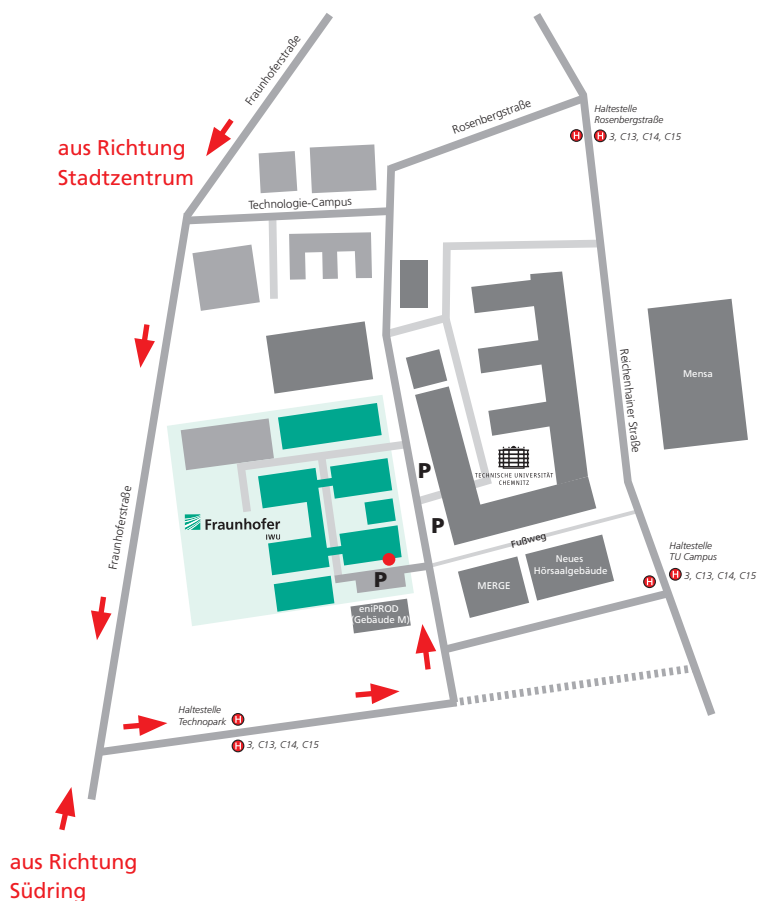 Fraunhoferstraße
Rosenbergstraße
Haltestelle
Rosenbergstraße
H H 3, C13, C14, C15
aus Richtung
Stadtzentrum
Technologie-Campus
Reichenhainer Straße
Mensa
P
TECHNISCHE UNIVERSITÄT
CHEMNITZ
Fraunhoferstraße
Fraunhofer
IWU
P
Fußweg
Haltestelle
TU Campus
H H 3, C13, C14, C15
Neues
Hörsaalgebäude
MERGE
P
eniPROD
(Gebäude M)
Haltestelle
Technopark H
H 3, C13, C14, C15
aus Richtung
Südring